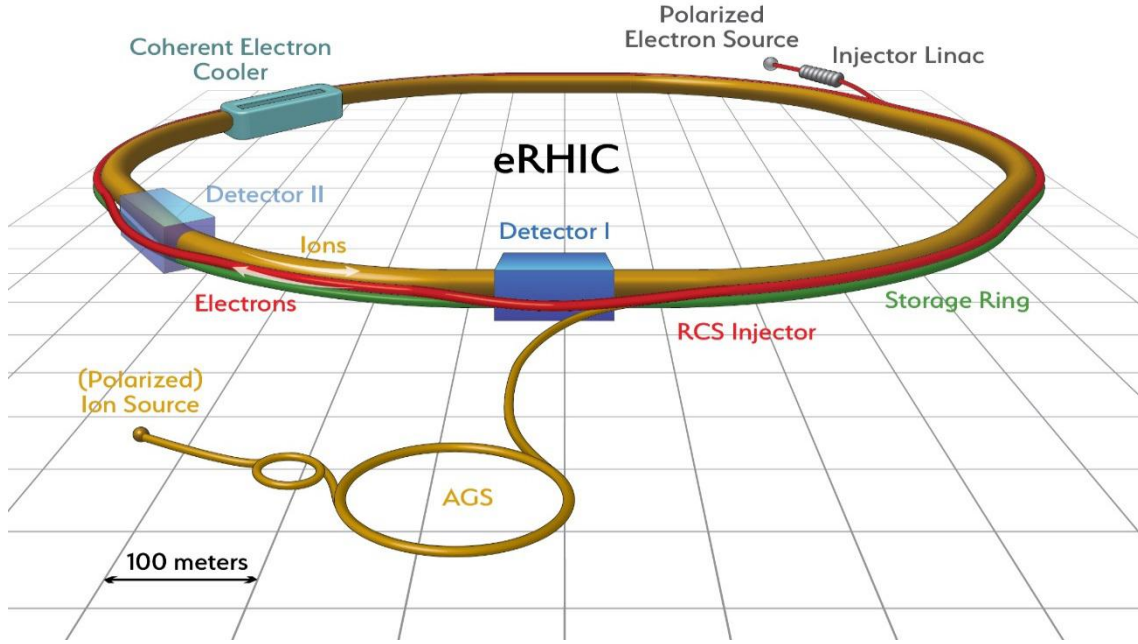 Polarized
Electron Source
Injector Linac
Coherent Electron
Cooler
eRHIC
Detector II
Detector I
Ions
Electrons
Storage Ring
RCS Injector
(Polarized)
Ion Source
AGS
100 meters